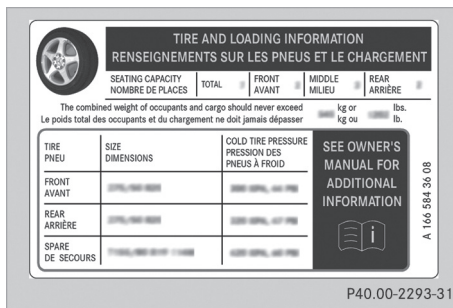 TIRE AND LOADING INFORMATION
RENSEIGNEMENTS SUR LES PNEUS ET LE CHARGEMENT
SEATING CAPACITY
NOMBRE DE PLACES
TOTAL
FRONT
AVANT
MIDDLE
MILIEU
REAR
ARRIÈRE
The combined weight of occupants and cargo should never exceed kg or lbs.
Le poids total des occupants et du chargement ne doit jamais dépasser kg ou lb.
TIRE
PNEU
SIZE
DIMENSIONS
COLD TIRE PRESSURE
PRESSION DES
PNEUS À FROID
FRONT
AVANT
REAR
ARRIÈRE
SPARE
DE SECOURS
SEE OWNER'S
MANUAL FOR
ADDITIONAL
INFORMATION
i
A 166 584 36 08
P40.00-2293-31